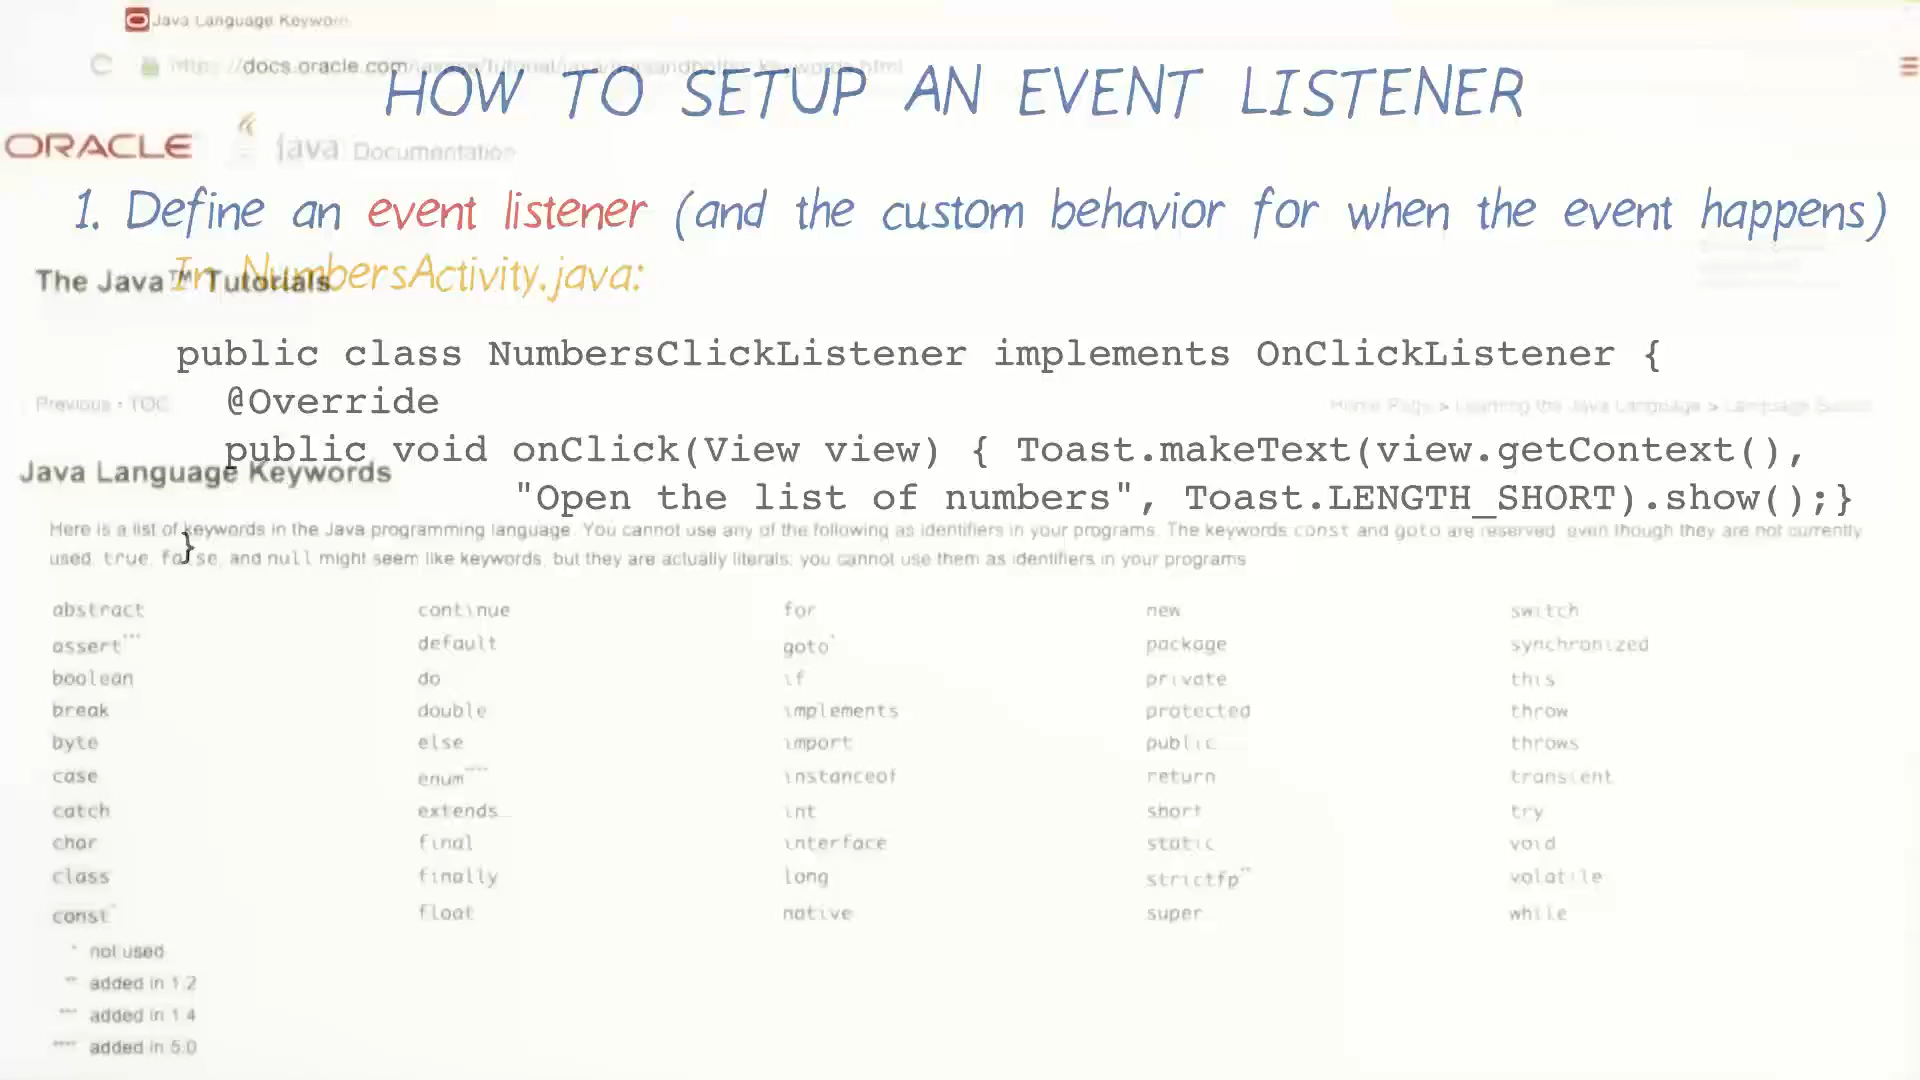 Java Language Keywor
HOW TO SETUP AN EVENT LISTENER
//docs.oracle.com
ORACLE Java Documentation
1. Define an event listener (and the custom behavior for when the event happens)
In NumbersActivity.java:
The Java™ Tutorials
public class NumbersClickListener implements OnClickListener {
@Override
Previous • TOC
Home Page > Learning the Java Language > Language Basics
public void onClick(View view) { Toast.makeText(view.getContext(),
Java Language Keywords
"Open the list of numbers", Toast.LENGTH_SHORT).show();}
Here is a list of keywords in the Java programming language. You cannot use any of the following as identifiers in your programs. The keywords const and goto are reserved, even though they are not currently
}
used. true, false, and null might seem like keywords, but they are actually literals; you cannot use them as identifiers in your programs
abstract continue for new switch
assert*** default goto* package synchronized
boolean do if private this
break double implements protected throw
byte else import public throws
case enum**** instanceof return transient
catch extends int short try
char final interface static void
class finally long strictfp** volatile
const* float native super while
* not used
** added in 1.2
*** added in 1.4
**** added in 5.0